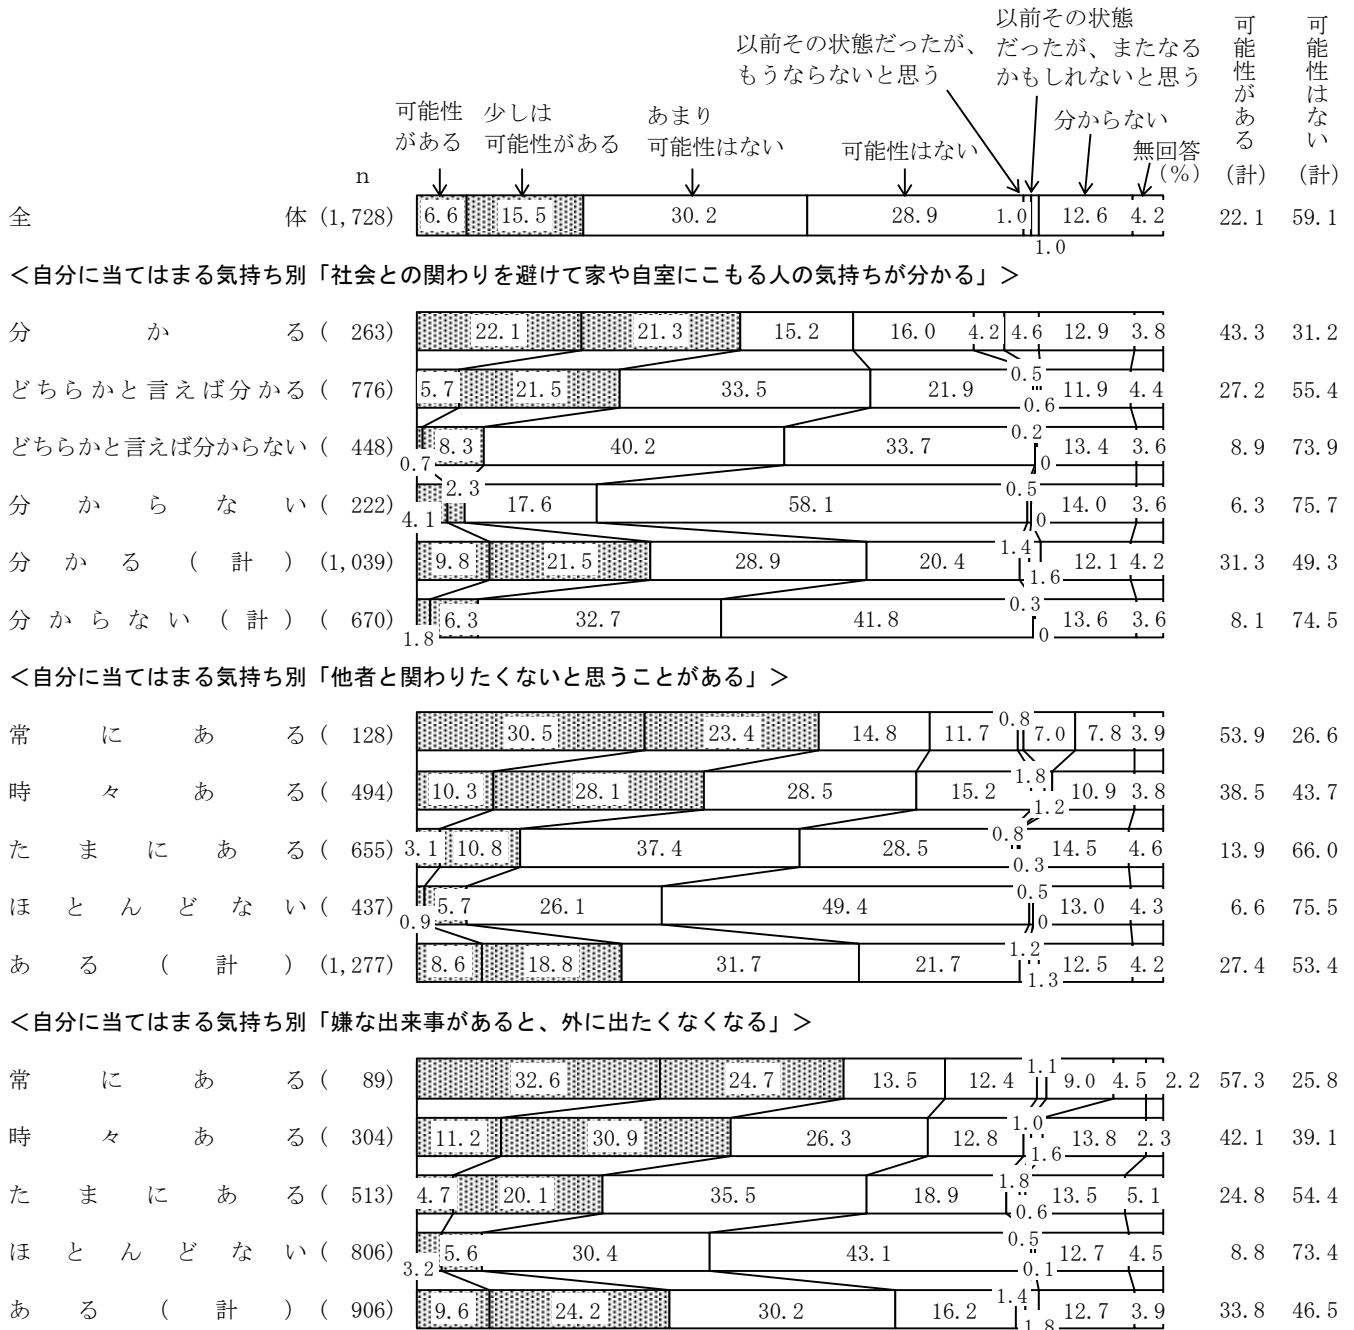 以前その状態だったが、
もうならないと思う
以前その状態
だったが、またなる
かもしれないと思う
可能性がある
(計)
可能性はない
(計)
可能性
がある
少しは
可能性がある
あまり
可能性はない
可能性はない
分からない
無回答
(%)
n
全体 (1,728) 6.6 15.5 30.2 28.9 1.0 1.0 12.6 4.2 22.1 59.1
＜自分に当てはまる気持ち別「社会との関わりを避けて家や自室にこもる人の気持ちが分かる」＞
分かる ( 263) 22.1 21.3 15.2 16.0 4.2 4.6 12.9 3.8 43.3 31.2
どちらかと言えば分かる ( 776) 5.7 21.5 33.5 21.9 0.5 0.6 11.9 4.4 27.2 55.4
どちらかと言えば分からない ( 448) 0.7 8.3 40.2 33.7 0.2 0 13.4 3.6 8.9 73.9
分からない ( 222) 4.1 2.3 17.6 58.1 0.5 0 14.0 3.6 6.3 75.7
分かる(計) (1,039) 9.8 21.5 28.9 20.4 1.4 1.6 12.1 4.2 31.3 49.3
分からない(計) ( 670) 1.8 6.3 32.7 41.8 0.3 0 13.6 3.6 8.1 74.5
＜自分に当てはまる気持ち別「他者と関わりたくないと思うことがある」＞
常にある ( 128) 30.5 23.4 14.8 11.7 0.8 7.0 7.8 3.9 53.9 26.6
時々ある ( 494) 10.3 28.1 28.5 15.2 1.8 1.2 10.9 3.8 38.5 43.7
たまにある ( 655) 3.1 10.8 37.4 28.5 0.8 0.3 14.5 4.6 13.9 66.0
ほとんどない ( 437) 0.9 5.7 26.1 49.4 0.5 0 13.0 4.3 6.6 75.5
ある(計) (1,277) 8.6 18.8 31.7 21.7 1.2 1.3 12.5 4.2 27.4 53.4
＜自分に当てはまる気持ち別「嫌な出来事があると、外に出たくなくなる」＞
常にある ( 89) 32.6 24.7 13.5 12.4 1.1 9.0 4.5 2.2 57.3 25.8
時々ある ( 304) 11.2 30.9 26.3 12.8 1.0 1.6 13.8 2.3 42.1 39.1
たまにある ( 513) 4.7 20.1 35.5 18.9 1.8 0.6 13.5 5.1 24.8 54.4
ほとんどない ( 806) 3.2 5.6 30.4 43.1 0.5 0.1 12.7 4.5 8.8 73.4
ある(計) ( 906) 9.6 24.2 30.2 16.2 1.4 1.8 12.7 3.9 33.8 46.5